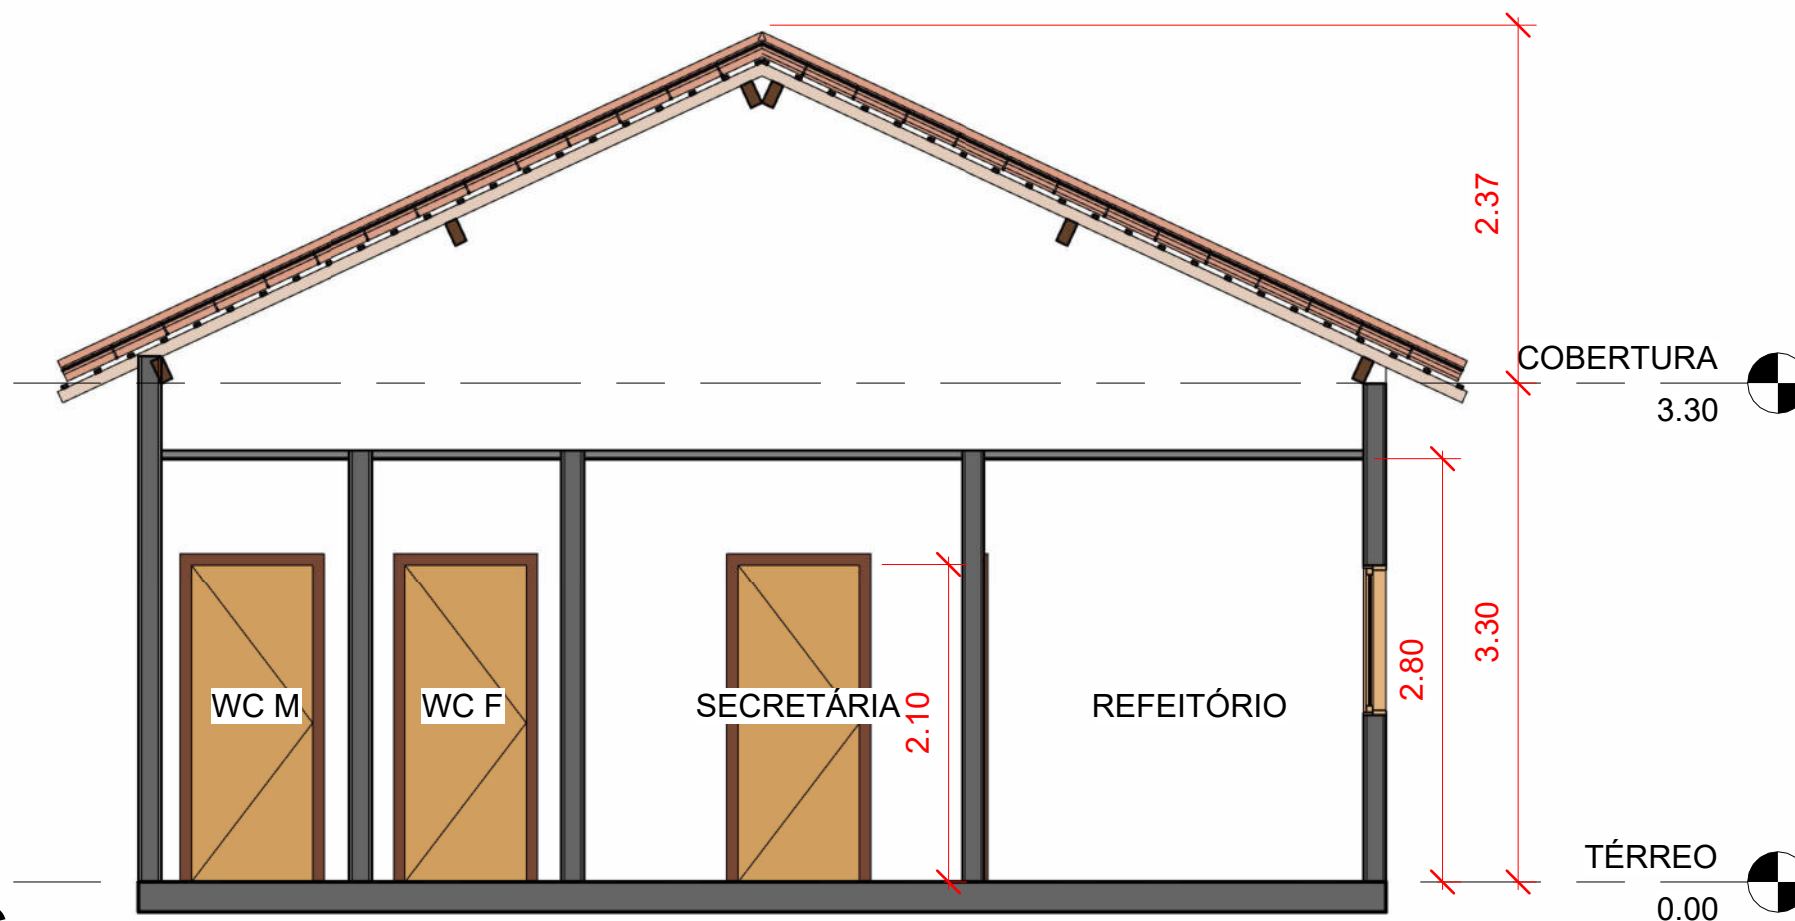 2.37
COBERTURA
3.30
WC M
WC F
SECRETÁRIA
2.10
REFEITÓRIO
2.80
3.30
TÉRREO
0.00